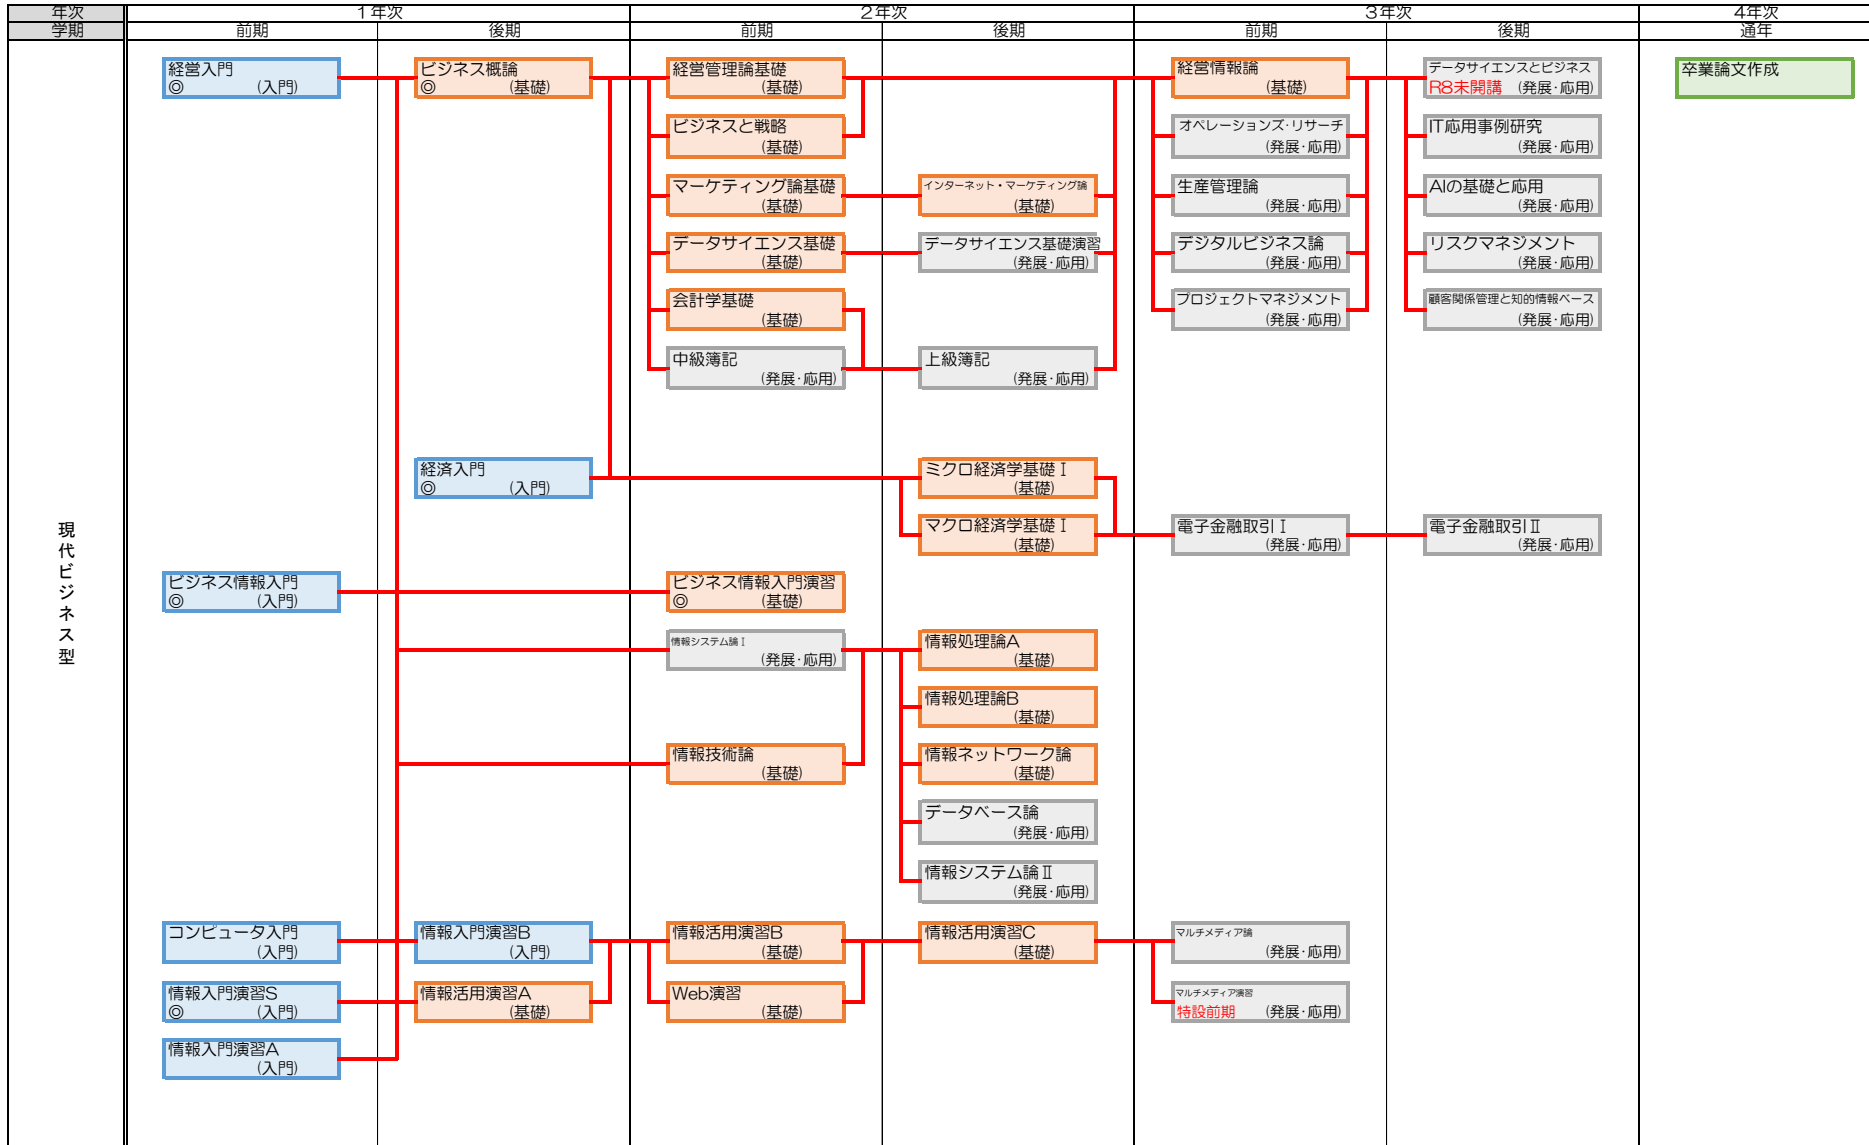 年次 1年次 2年次 3年次 4年次
学期 前期 後期 前期 後期 前期 後期 通年
現代ビジネス型
経営入門
◎ (入門)
ビジネス概論
◎ (基礎)
経営管理論基礎
(基礎)
経営情報論
(基礎)
データサイエンスとビジネス
R8未開講 (発展・応用)
卒業論文作成
ビジネスと戦略
(基礎)
オペレーションズ・リサーチ
(発展・応用)
IT応用事例研究
(発展・応用)
マーケティング論基礎
(基礎)
インターネット・マーケティング論
(基礎)
生産管理論
(発展・応用)
AIの基礎と応用
(発展・応用)
データサイエンス基礎
(基礎)
データサイエンス基礎演習
(発展・応用)
デジタルビジネス論
(発展・応用)
リスクマネジメント
(発展・応用)
会計学基礎
(基礎)
プロジェクトマネジメント
(発展・応用)
顧客関係管理と知的情報ベース
(発展・応用)
中級簿記
(発展・応用)
上級簿記
(発展・応用)
経済入門
◎ (入門)
ミクロ経済学基礎Ⅰ
(基礎)
マクロ経済学基礎Ⅰ
(基礎)
電子金融取引Ⅰ
(発展・応用)
電子金融取引Ⅱ
(発展・応用)
ビジネス情報入門
◎ (入門)
ビジネス情報入門演習
◎ (基礎)
情報システム論Ⅰ
(発展・応用)
情報処理論A
(基礎)
情報処理論B
(基礎)
情報技術論
(基礎)
情報ネットワーク論
(基礎)
データベース論
(発展・応用)
情報システム論Ⅱ
(発展・応用)
コンピュータ入門
(入門)
情報入門演習B
(入門)
情報活用演習B
(基礎)
情報活用演習C
(基礎)
マルチメディア論
(発展・応用)
情報入門演習S
◎ (入門)
情報活用演習A
(基礎)
Web演習
(基礎)
マルチメディア演習
特設前期 (発展・応用)
情報入門演習A
(入門)